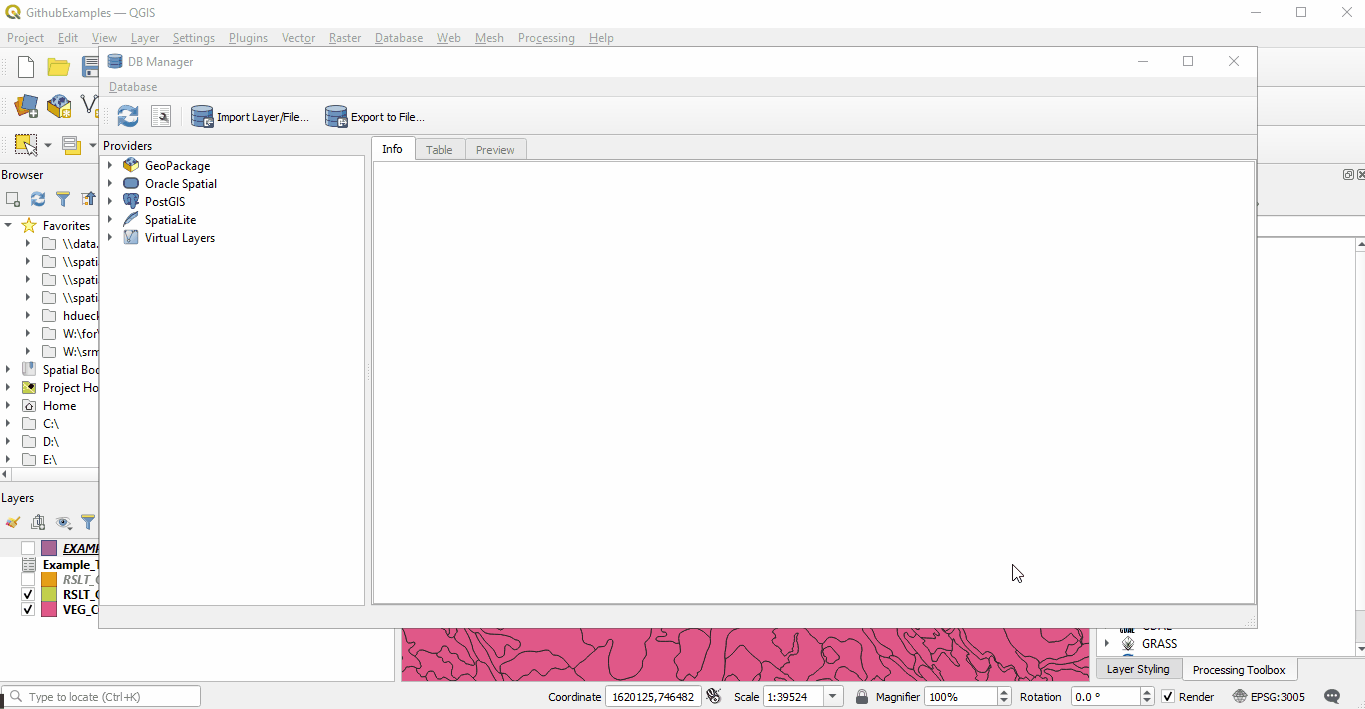 GithubExamples — QGIS
Project Edit View Layer Settings Plugins Vector Raster Database Web Mesh Processing Help
DB Manager
Database
Import Layer/File... Export to File...
Providers
Info Table Preview
GeoPackage
Oracle Spatial
PostGIS
SpatiaLite
Virtual Layers
Browser
Favorites
\\data.
\\spati
\\spati
\\spati
hdueck
W:\for\
W:\srm
Spatial Boo
Project Ho
Home
C:\
D:\
E:\
Layers
EXAMP
Example_T
RSLT_O
RSLT_O
VEG_C
GRASS
Layer Styling Processing Toolbox
Type to locate (Ctrl+K)
Coordinate 1620125,746482 Scale 1:39524 Magnifier 100% Rotation 0.0 ° Render EPSG:3005